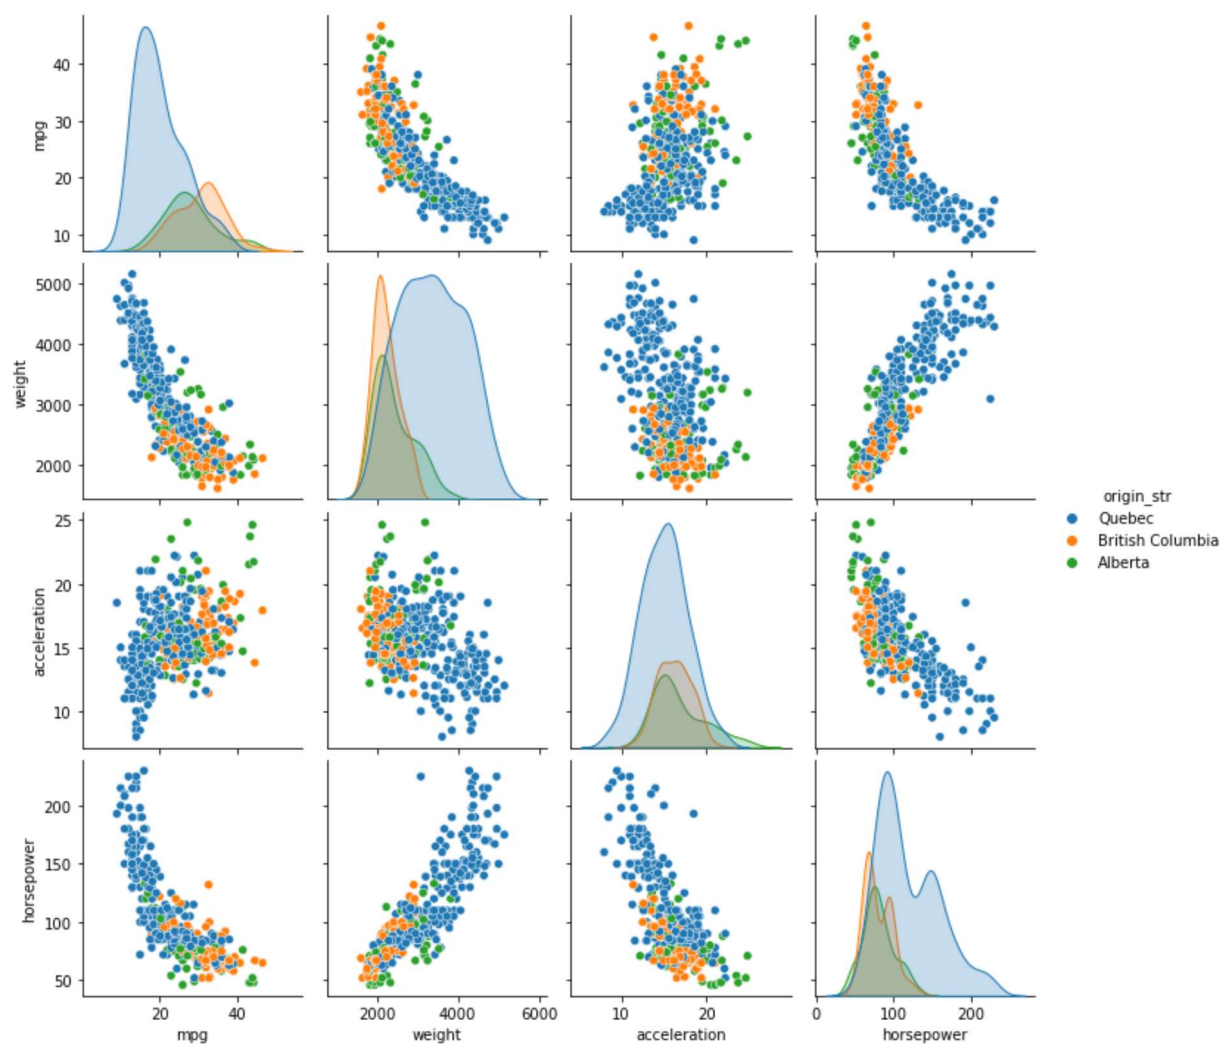 40
30
20
10
mpg
5000
4000
3000
2000
weight
25
20
15
10
acceleration
200
150
100
50
horsepower
20 40
mpg
2000 4000 6000
weight
10 20
acceleration
0 100 200
horsepower
origin_str
Quebec
British Columbia
Alberta